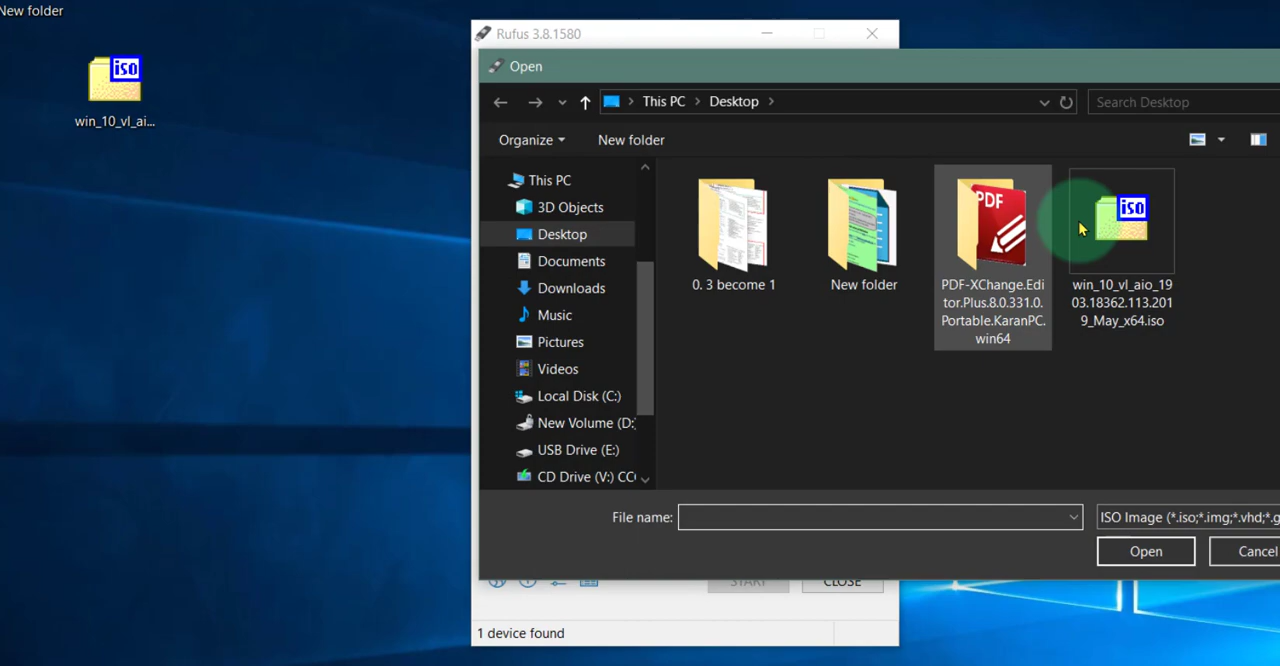 New folder
ISO
win_10_vl_ai...
Rufus 3.8.1580
Open
This PC
Desktop
Search Desktop
Organize
New folder
This PC
3D Objects
Desktop
Documents
Downloads
Music
Pictures
Videos
Local Disk (C:)
New Volume (D:
USB Drive (E:)
CD Drive (V:) CC
0. 3 become 1
New folder
PDF
PDF-XChange.Edi
tor.Plus.8.0.331.0.
Portable.KaranPC.
win64
ISO
win_10_vl_aio_19
03.18362.113.201
9_May_x64.iso
File name:
ISO Image (*.iso;*.img;*.vhd;*.g
Open
Cancel
START
CLOSE
1 device found